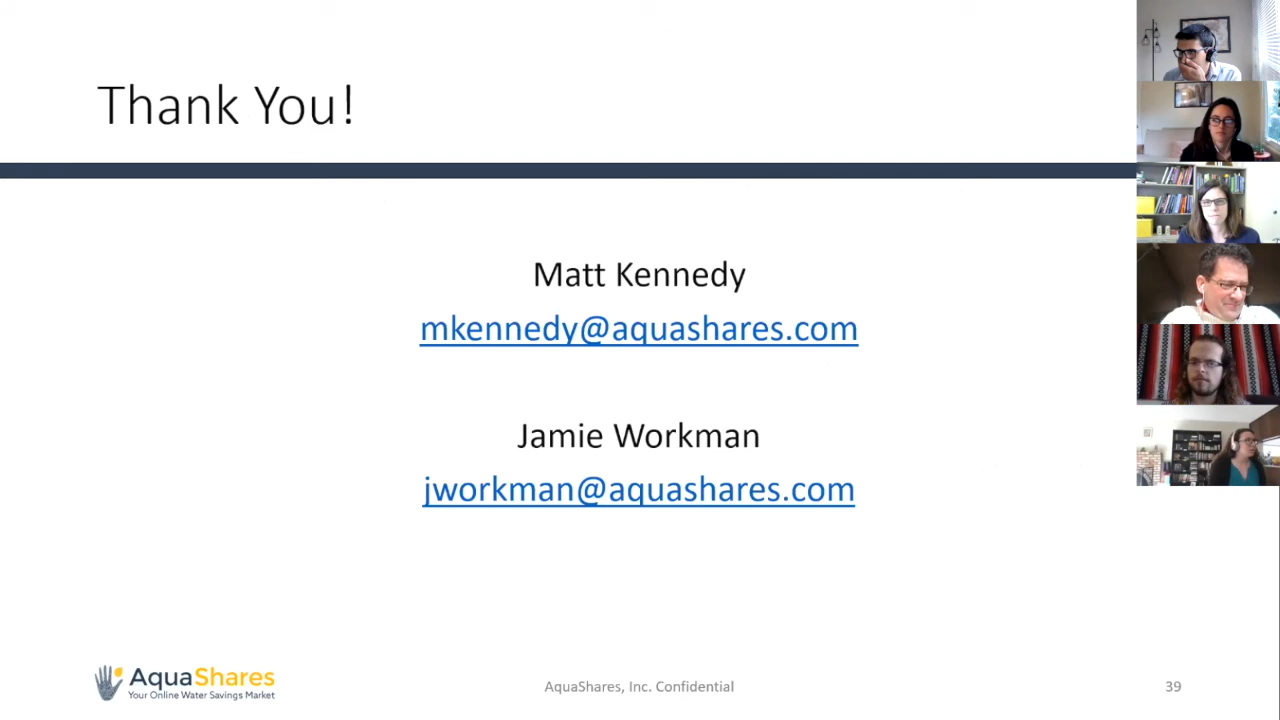 Thank You!
Matt Kennedy
mkennedy@aquashares.com
Jamie Workman
jworkman@aquashares.com
AquaShares
Your Online Water Savings Market
AquaShares, Inc. Confidential
39